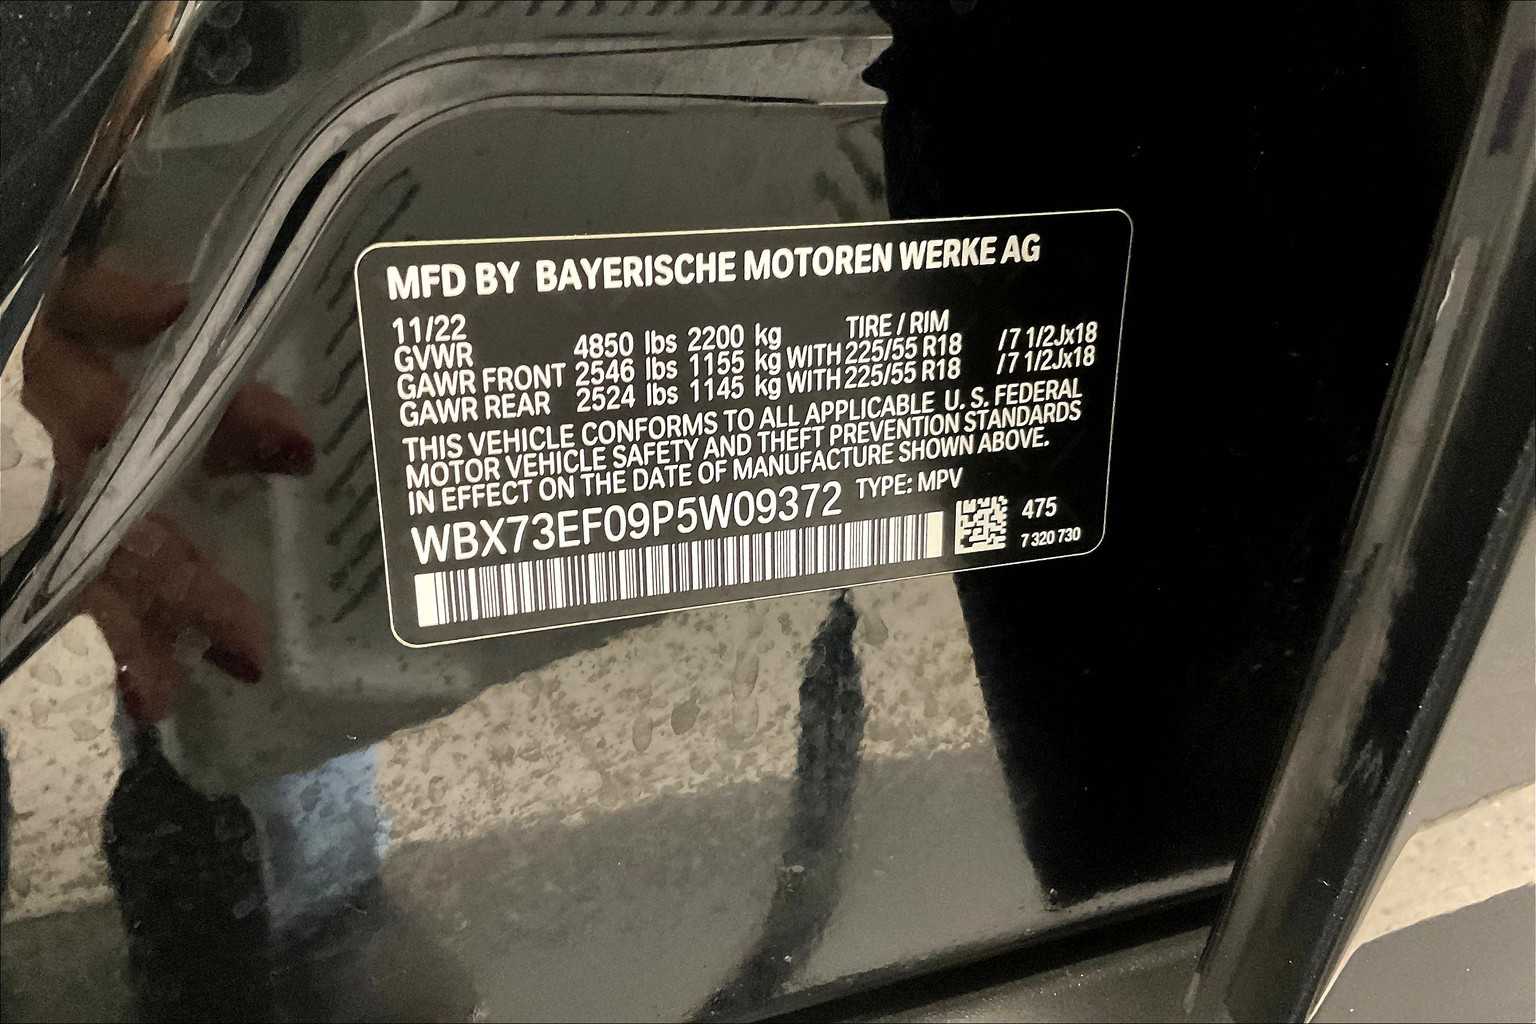 MFD BY BAYERISCHE MOTOREN WERKE AG
11/22 TIRE / RIM
GVWR 4850 lbs 2200 kg
GAWR FRONT 2546 lbs 1155 kg WITH 225/55 R18 /7 1/2Jx18
GAWR REAR 2524 lbs 1145 kg WITH 225/55 R18 /7 1/2Jx18
THIS VEHICLE CONFORMS TO ALL APPLICABLE U. S. FEDERAL
MOTOR VEHICLE SAFETY AND THEFT PREVENTION STANDARDS
IN EFFECT ON THE DATE OF MANUFACTURE SHOWN ABOVE.
WBX73EF09P5W09372 TYPE: MPV
475
7 320 730